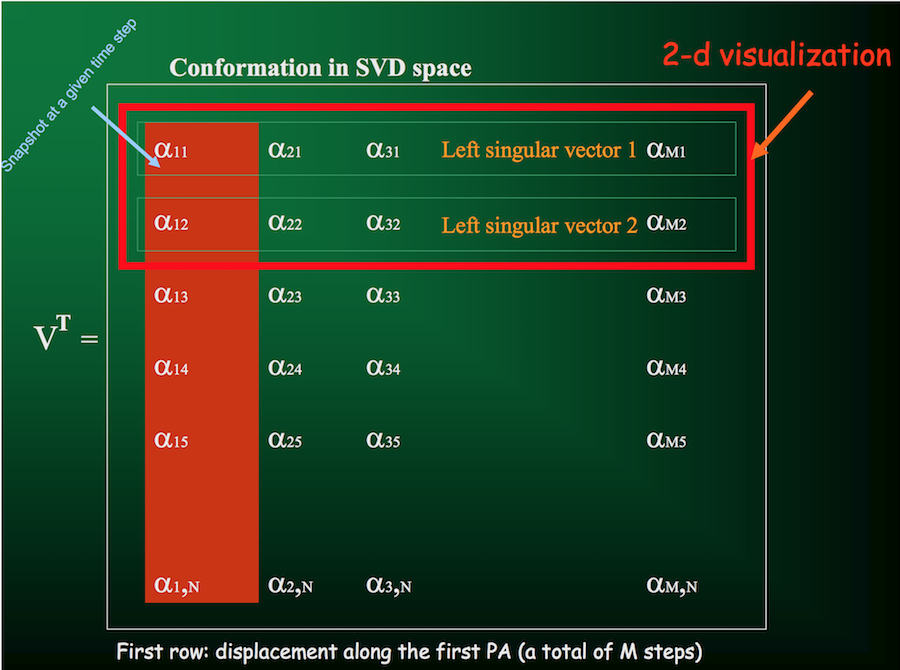 Snapshot at a given time step
Conformation in SVD space
2-d visualization
α11 α21 α31 Left singular vector 1 αM1
α12 α22 α32 Left singular vector 2 αM2
α13 α23 α33 αM3
V^T =
α14 α24 α34 αM4
α15 α25 α35 αM5
α1,N α2,N α3,N αM,N
First row: displacement along the first PA (a total of M steps)